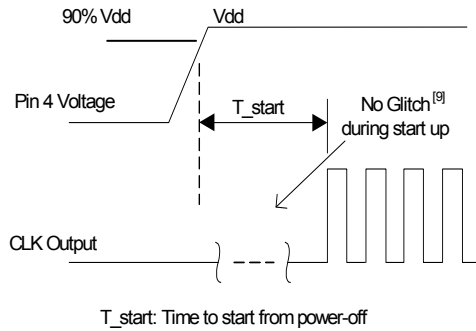 90% Vdd
Vdd
Pin 4 Voltage
T_start
No Glitch [9]
during start up
CLK Output
T_start: Time to start from power-off